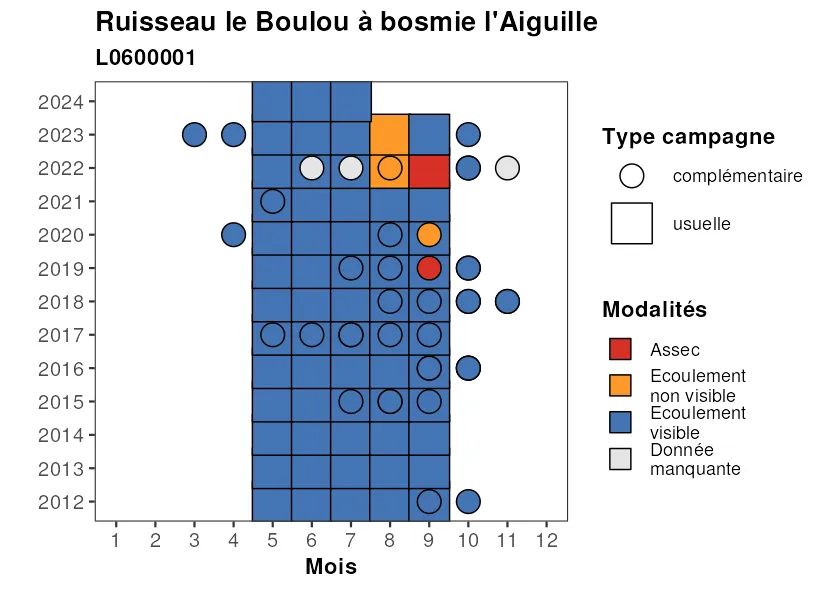 Ruisseau le Boulou à bosmie l'Aiguille
L0600001
2024
2023
2022
2021
2020
2019
2018
2017
2016
2015
2014
2013
2012
1 2 3 4 5 6 7 8 9 10 11 12
Mois
Type campagne
complémentaire
usuelle
Modalités
Assec
Ecoulement
non visible
Ecoulement
visible
Donnée
manquante